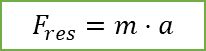 F_res = m · a